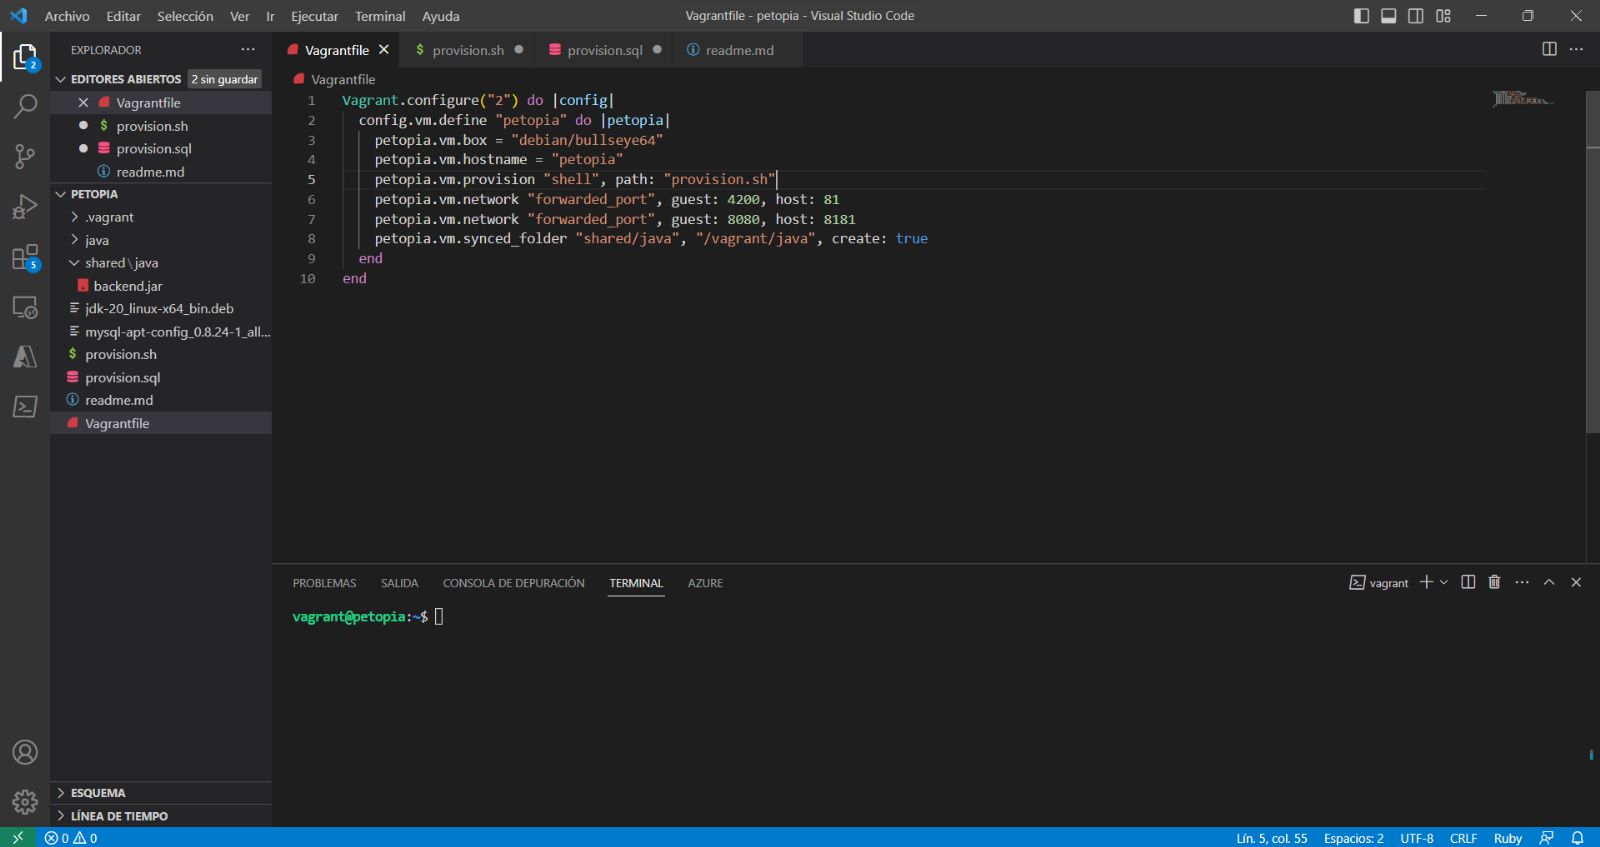 Archivo Editar Selección Ver Ir Ejecutar Terminal Ayuda
Vagrantfile - petopia - Visual Studio Code
EXPLORADOR
EDITORES ABIERTOS 2 sin guardar
Vagrantfile
$ provision.sh
provision.sql
readme.md
PETOPIA
.vagrant
java
shared \ java
backend.jar
jdk-20_linux-x64_bin.deb
mysql-apt-config_0.8.24-1_all...
$ provision.sh
provision.sql
readme.md
Vagrantfile
ESQUEMA
LÍNEA DE TIEMPO
2
5
Vagrantfile $ provision.sh provision.sql readme.md
Vagrantfile
1 Vagrant.configure("2") do |config|
2 config.vm.define "petopia" do |petopia|
3 petopia.vm.box = "debian/bullseye64"
4 petopia.vm.hostname = "petopia"
5 petopia.vm.provision "shell", path: "provision.sh"
6 petopia.vm.network "forwarded_port", guest: 4200, host: 81
7 petopia.vm.network "forwarded_port", guest: 8080, host: 8181
8 petopia.vm.synced_folder "shared/java", "/vagrant/java", create: true
9 end
10 end
PROBLEMAS SALIDA CONSOLA DE DEPURACIÓN TERMINAL AZURE
vagrant
vagrant@petopia:~$
0 0
Lín. 5, col. 55 Espacios: 2 UTF-8 CRLF Ruby